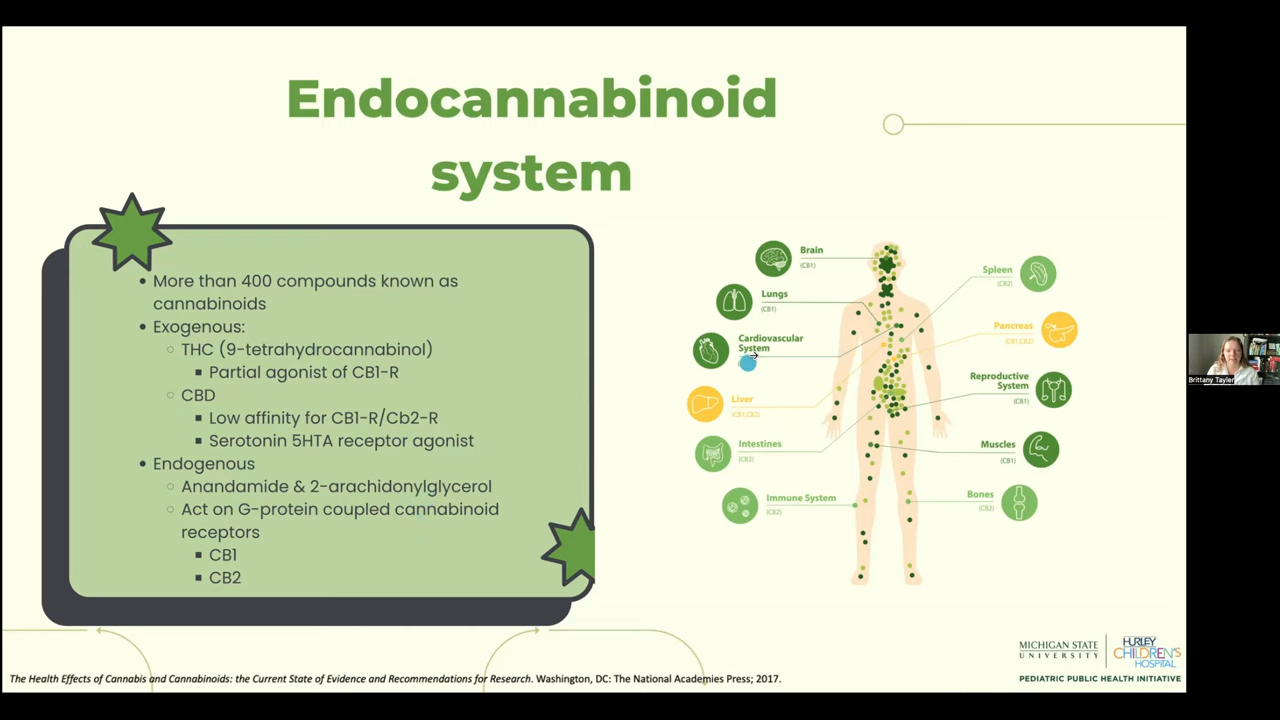 Endocannabinoid
system
• More than 400 compounds known as
cannabinoids
• Exogenous:
○ THC (9-tetrahydrocannabinol)
■ Partial agonist of CB1-R
○ CBD
■ Low affinity for CB1-R/Cb2-R
■ Serotonin 5HTA receptor agonist
• Endogenous
○ Anandamide & 2-arachidonylglycerol
○ Act on G-protein coupled cannabinoid
receptors
■ CB1
■ CB2
Brain
(CB1)
Lungs
(CB1)
Cardiovascular
System
Liver
(CB1,CB2)
Intestines
(CB2)
Immune System
(CB2)
Spleen
(CB2)
Pancreas
(CB1,CB2)
Reproductive
System
(CB1)
Muscles
(CB1)
Bones
(CB2)
Brittany Tayler
MICHIGAN STATE
UNIVERSITY
HURLEY
CHILDREN'S
HOSPITAL
PEDIATRIC PUBLIC HEALTH INITIATIVE
The Health Effects of Cannabis and Cannabinoids: the Current State of Evidence and Recommendations for Research. Washington, DC: The National Academies Press; 2017.